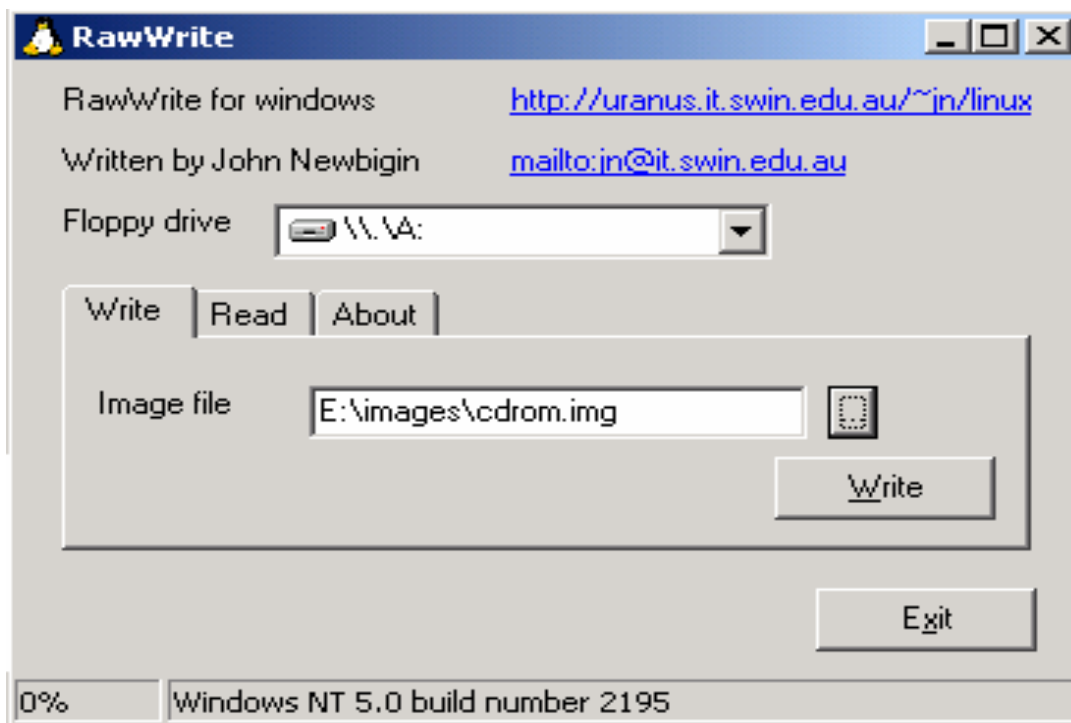 RawWrite
RawWrite for windows http://uranus.it.swin.edu.au/~jn/linux
Written by John Newbigin mailto:jn@it.swin.edu.au
Floppy drive \\.\A:
Write Read About
Image file E:\images\cdrom.img
Write
Exit
0% Windows NT 5.0 build number 2195